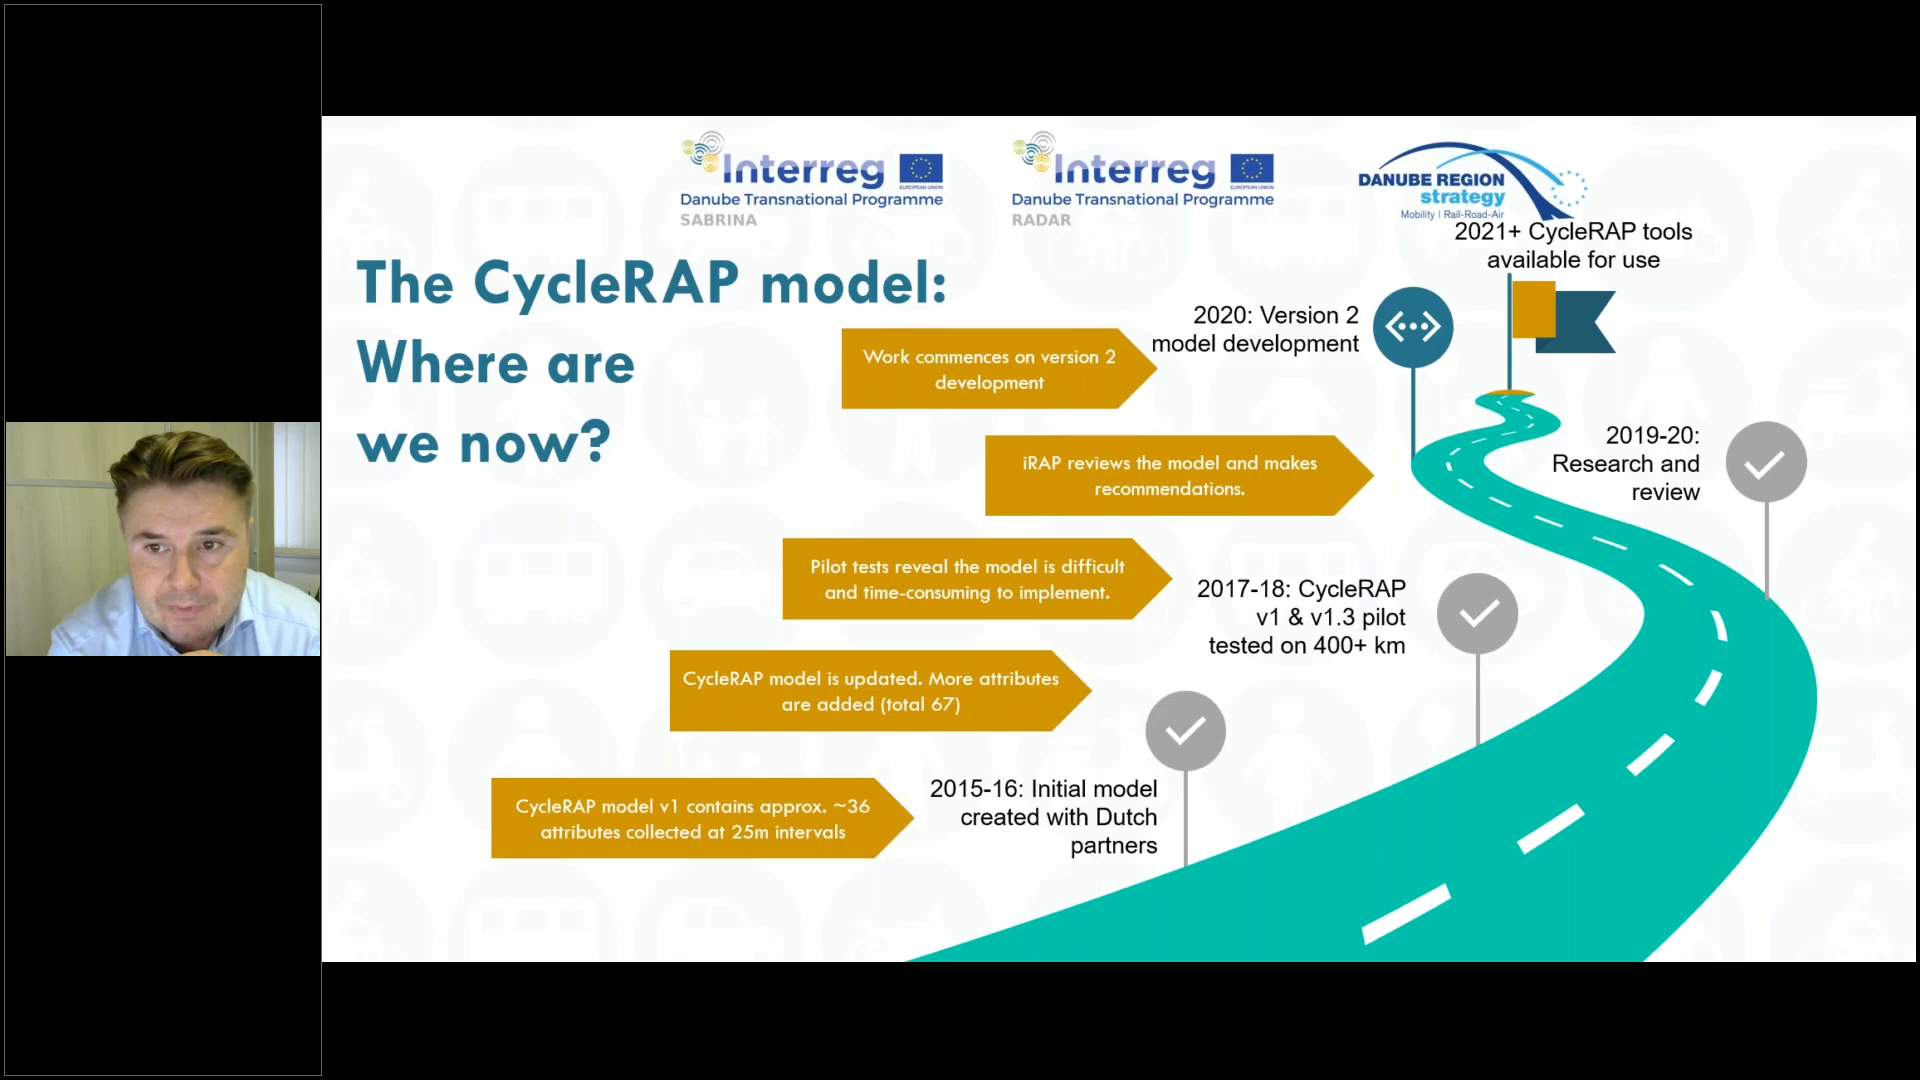 Interreg
EUROPEAN UNION
Danube Transnational Programme
SABRINA
Interreg
EUROPEAN UNION
Danube Transnational Programme
RADAR
DANUBE REGION
strategy
Mobility | Rail-Road-Air
The CycleRAP model:
Where are
we now?
2021+ CycleRAP tools
available for use
2020: Version 2
model development
Work commences on version 2
development
2019-20:
Research and
review
iRAP reviews the model and makes
recommendations.
Pilot tests reveal the model is difficult
and time-consuming to implement.
2017-18: CycleRAP
v1 & v1.3 pilot
tested on 400+ km
CycleRAP model is updated. More attributes
are added (total 67)
2015-16: Initial model
created with Dutch
partners
CycleRAP model v1 contains approx. ~36
attributes collected at 25m intervals